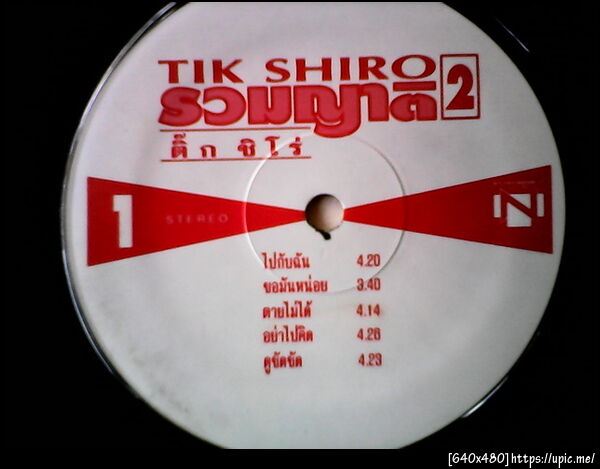 TIK SHIRO
รวมญาติ 2
ติ๊ก ชิโร่
1 STEREO
ไปกับฉัน 4.20
ขอมันหน่อย 3.40
ตายไม่ได้ 4.14
อย่าไปคิด 4.26
ดูขัดขัด 4.23
[640x480]https://upic.me/